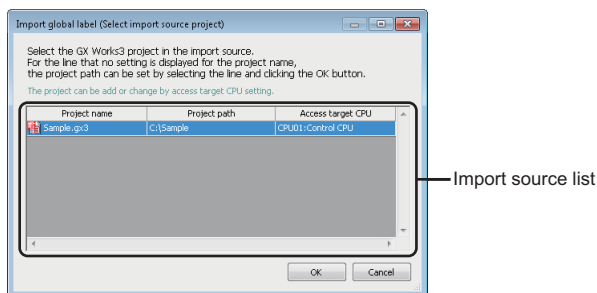 Import global label (Select import source project)
Select the GX Works3 project in the import source.
For the line that no setting is displayed for the project name,
the project path can be set by selecting the line and clicking the OK button.
The project can be add or change by access target CPU setting.
Project name Project path Access target CPU
Sample.gx3 C:\Sample CPU01:Control CPU
Import source list
OK Cancel